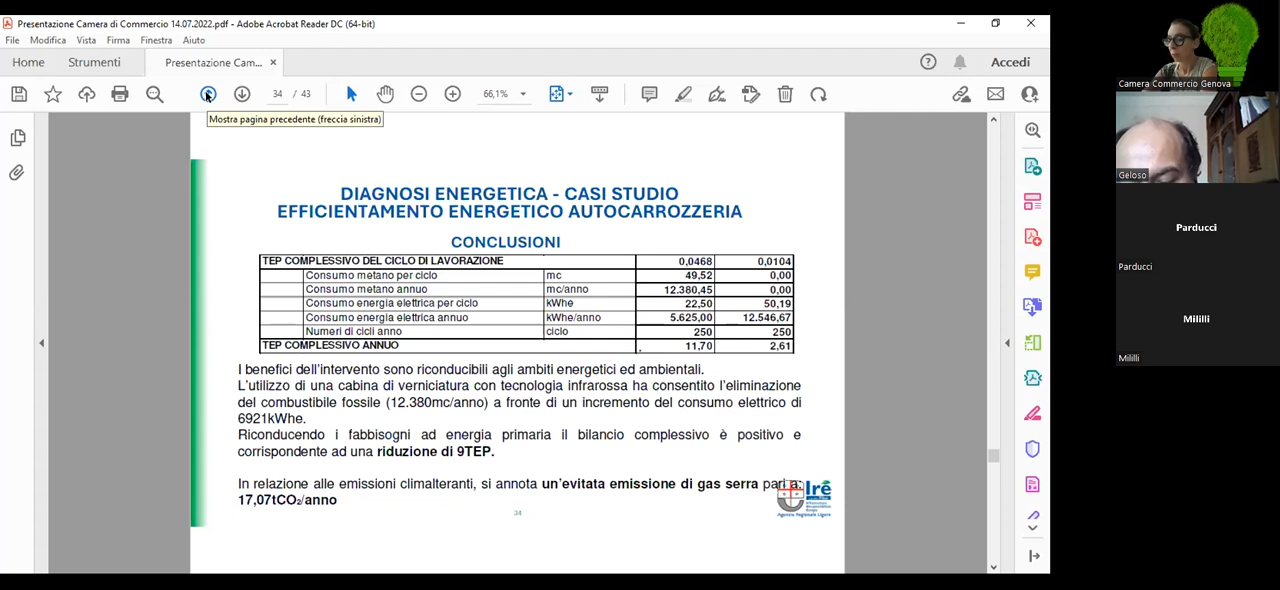 Presentazione Camera di Commercio 14.07.2022.pdf - Adobe Acrobat Reader DC (64-bit)
File Modifica Vista Firma Finestra Aiuto
Home Strumenti Presentazione Cam... × Accedi
34 / 43 66,1%
Mostra pagina precedente (freccia sinistra)
DIAGNOSI ENERGETICA - CASI STUDIO
EFFICIENTAMENTO ENERGETICO AUTOCARROZZERIA
CONCLUSIONI
TEP COMPLESSIVO DEL CICLO DI LAVORAZIONE 0,0468 0,0104
Consumo metano per ciclo mc 49,52 0,00
Consumo metano annuo mc/anno 12.380,45 0,00
Consumo energia elettrica per ciclo kWhe 22,50 50,19
Consumo energia elettrica annuo kWhe/anno 5.625,00 12.546,67
Numeri di cicli anno ciclo 250 250
TEP COMPLESSIVO ANNUO 11,70 2,61
I benefici dell'intervento sono riconducibili agli ambiti energetici ed ambientali.
L'utilizzo di una cabina di verniciatura con tecnologia infrarossa ha consentito l'eliminazione
del combustibile fossile (12.380mc/anno) a fronte di un incremento del consumo elettrico di
6921kWhe.
Riconducendo i fabbisogni ad energia primaria il bilancio complessivo è positivo e
corrispondente ad una riduzione di 9TEP.
In relazione alle emissioni climalteranti, si annota un'evitata emissione di gas serra pari a:
17,07tCO₂/anno
Ire
Agenzia Regionale Ligure
34
Camera Commercio Genova
Geloso
Parducci
Parducci
Mililli
Mililli